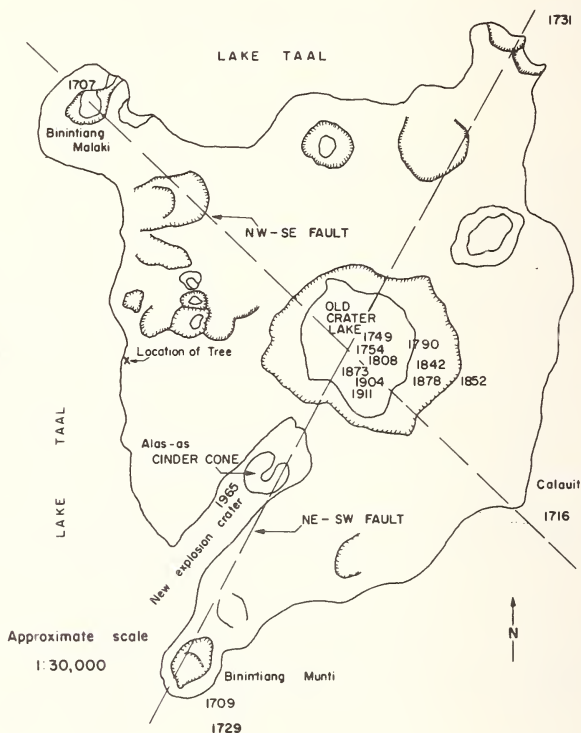 1731
LAKE TAAL
1707
Binintiang
Malaki
NW-SE FAULT
OLD
CRATER
LAKE
1749
1754
1808
1790
1873
1842
1904
1878
1852
1911
x Location of Tree
LAKE TAAL
Alas-as
CINDER CONE
1965
New explosion crater
NE-SW FAULT
Calauit
1716
Approximate scale
1:30,000
N
Binintiang Munti
1709
1729